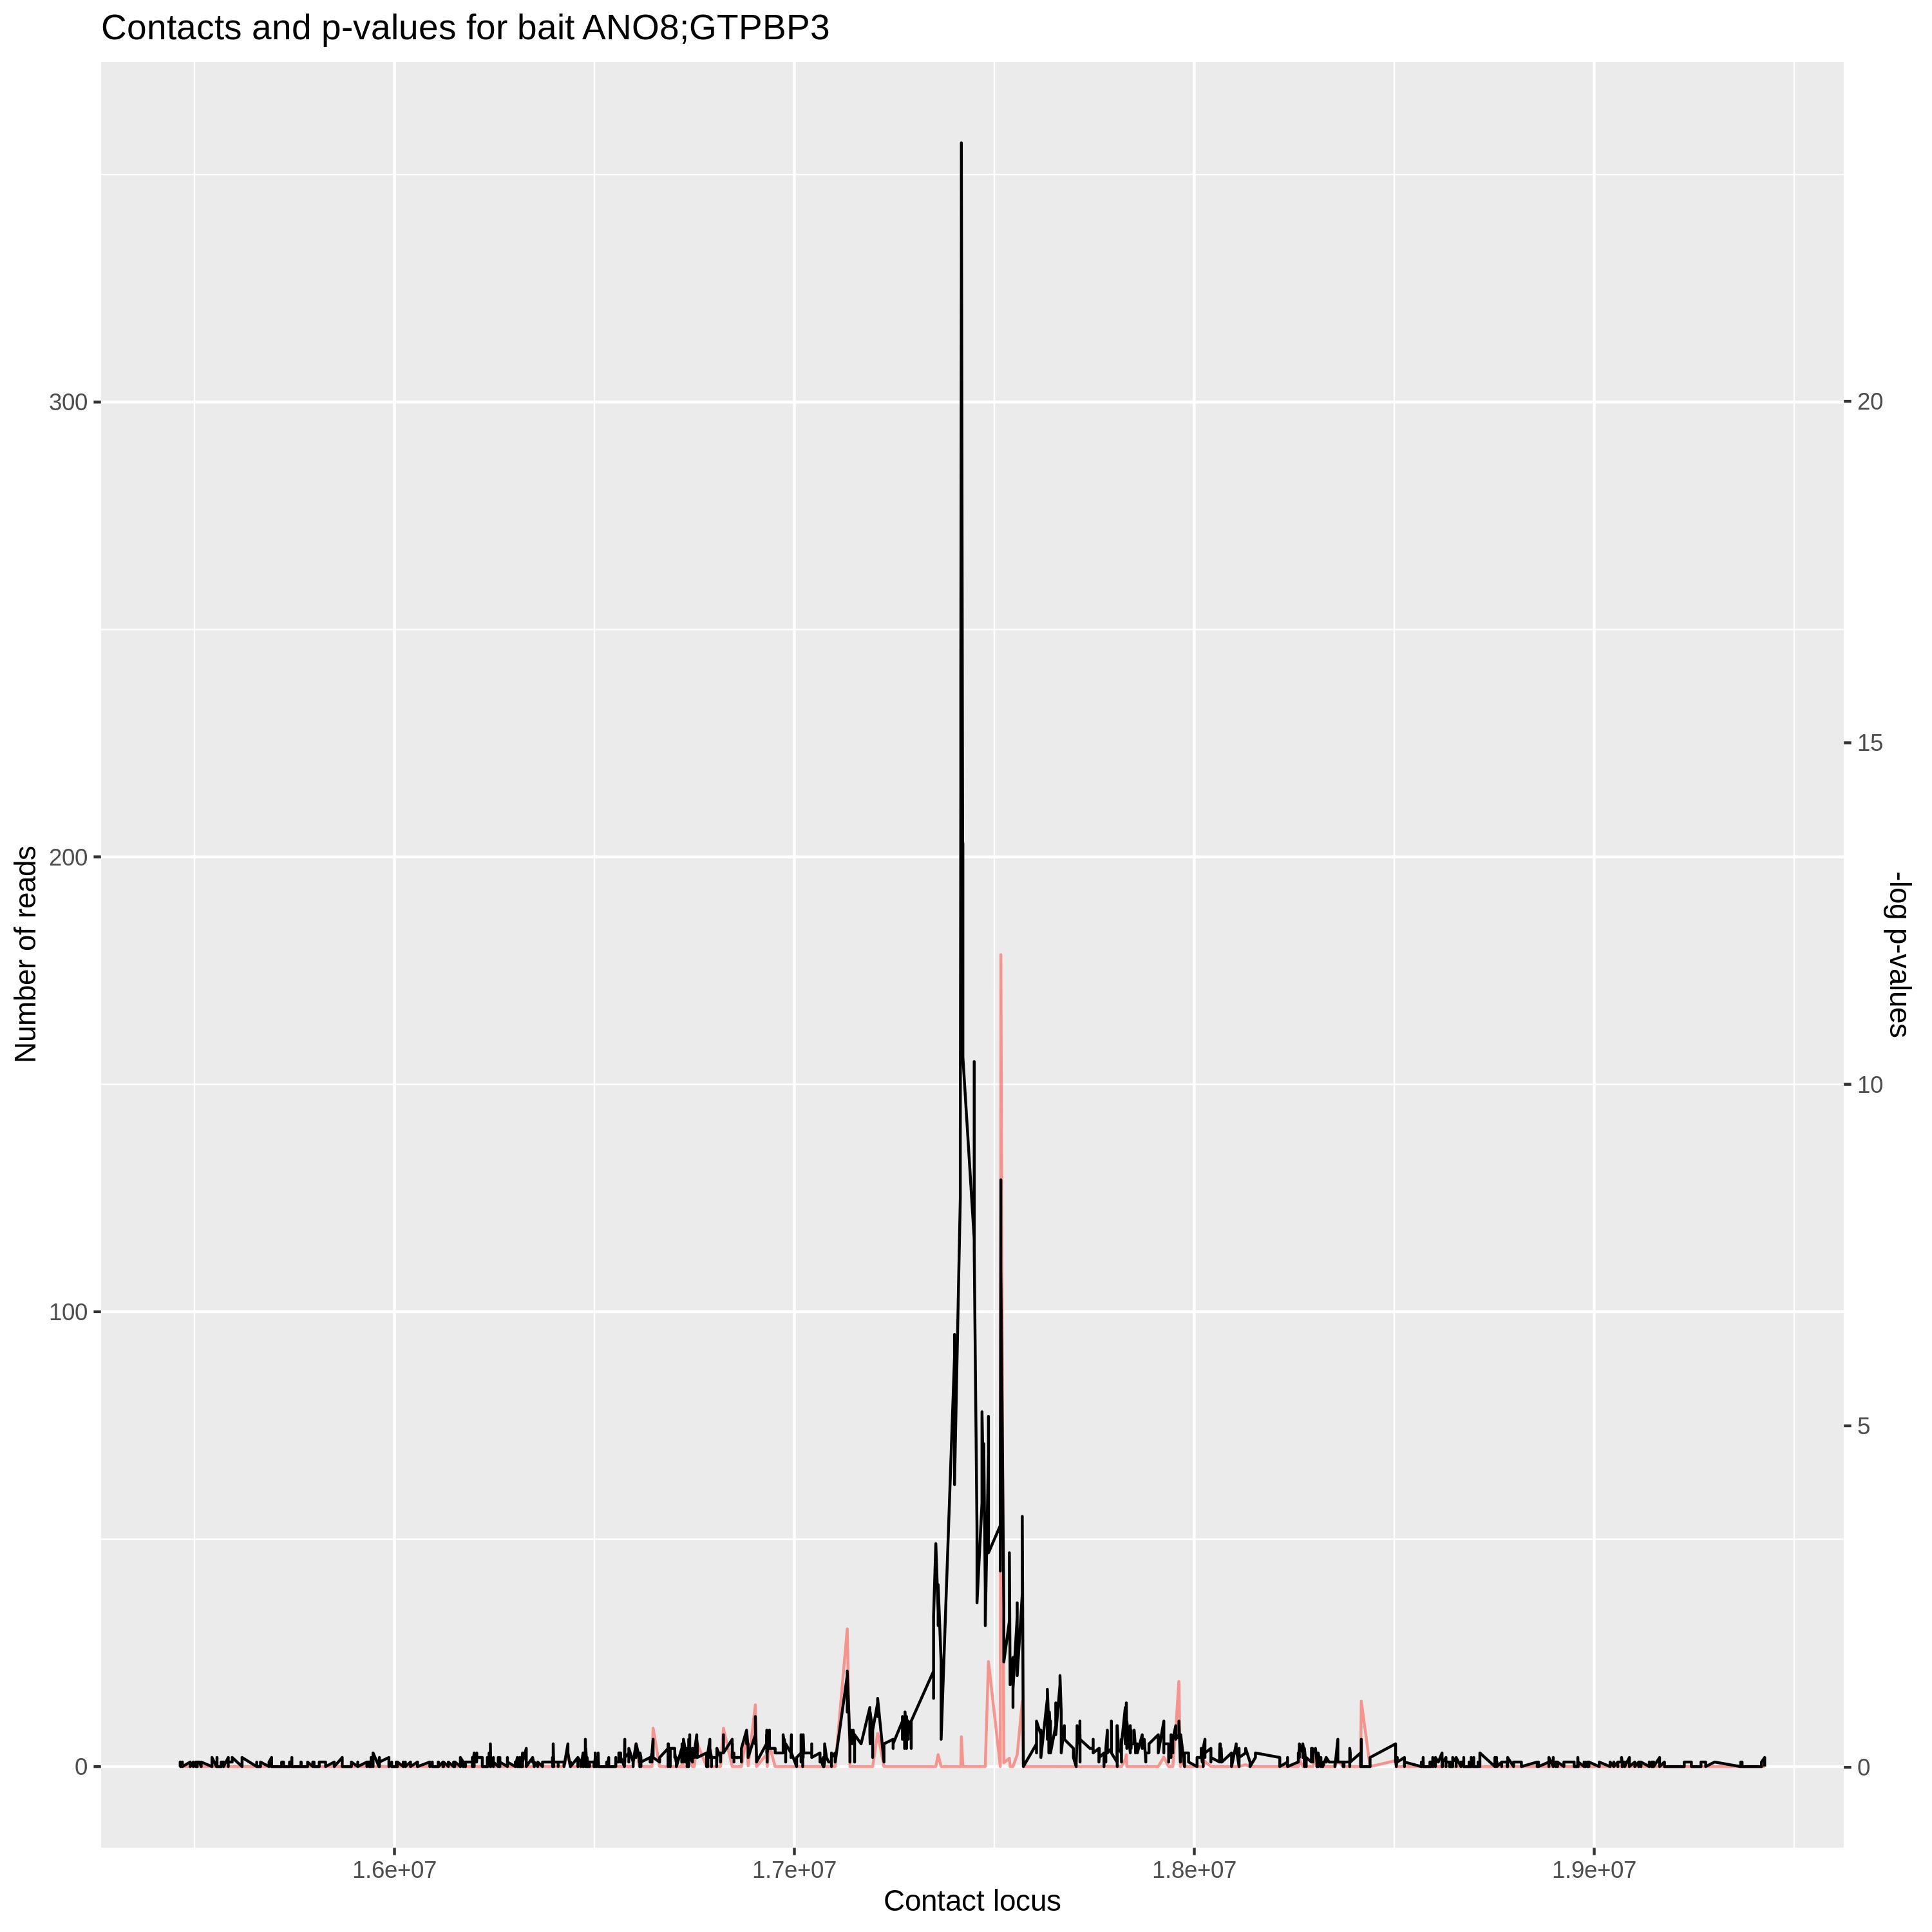 Contacts and p-values for bait ANO8;GTPBP3
Number of reads
300
200
100
0
-log p-values
20
15
10
5
0
1.6e+07
1.7e+07
1.8e+07
1.9e+07
Contact locus